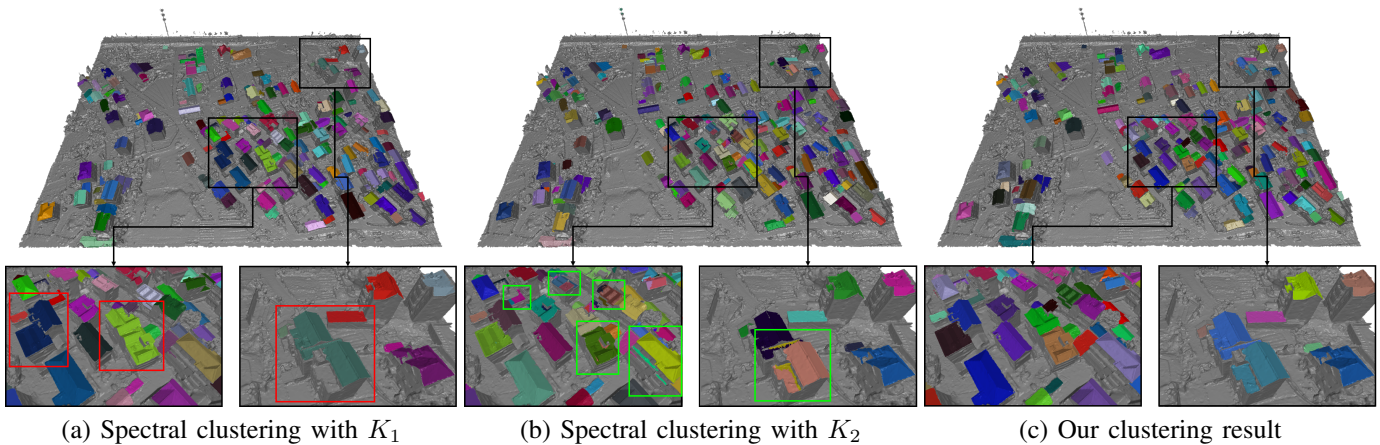 (a) Spectral clustering with K₁
(b) Spectral clustering with K₂
(c) Our clustering result